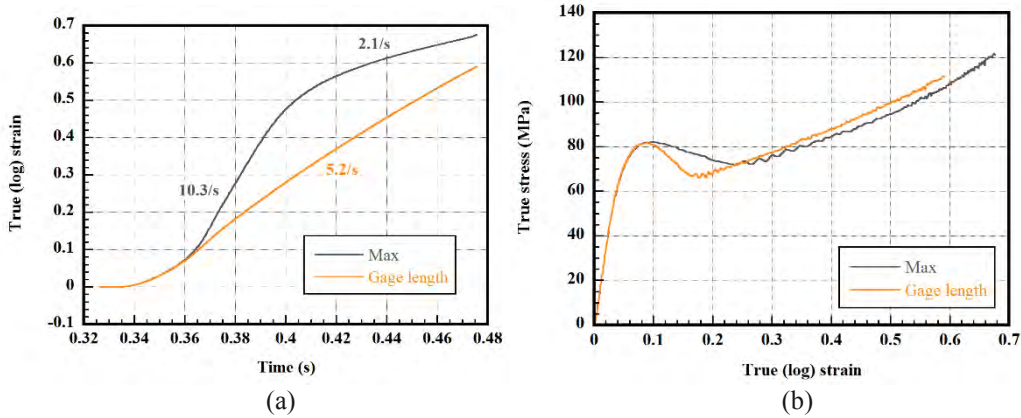 0.7
0.6
0.5
0.4
0.3
0.2
0.1
0
-0.1
True (log) strain
2.1/s
10.3/s
5.2/s
Max
Gage length
0.32 0.34 0.36 0.38 0.4 0.42 0.44 0.46 0.48
Time (s)
(a)
140
120
100
80
60
40
20
0
True stress (MPa)
Max
Gage length
0 0.1 0.2 0.3 0.4 0.5 0.6 0.7
True (log) strain
(b)